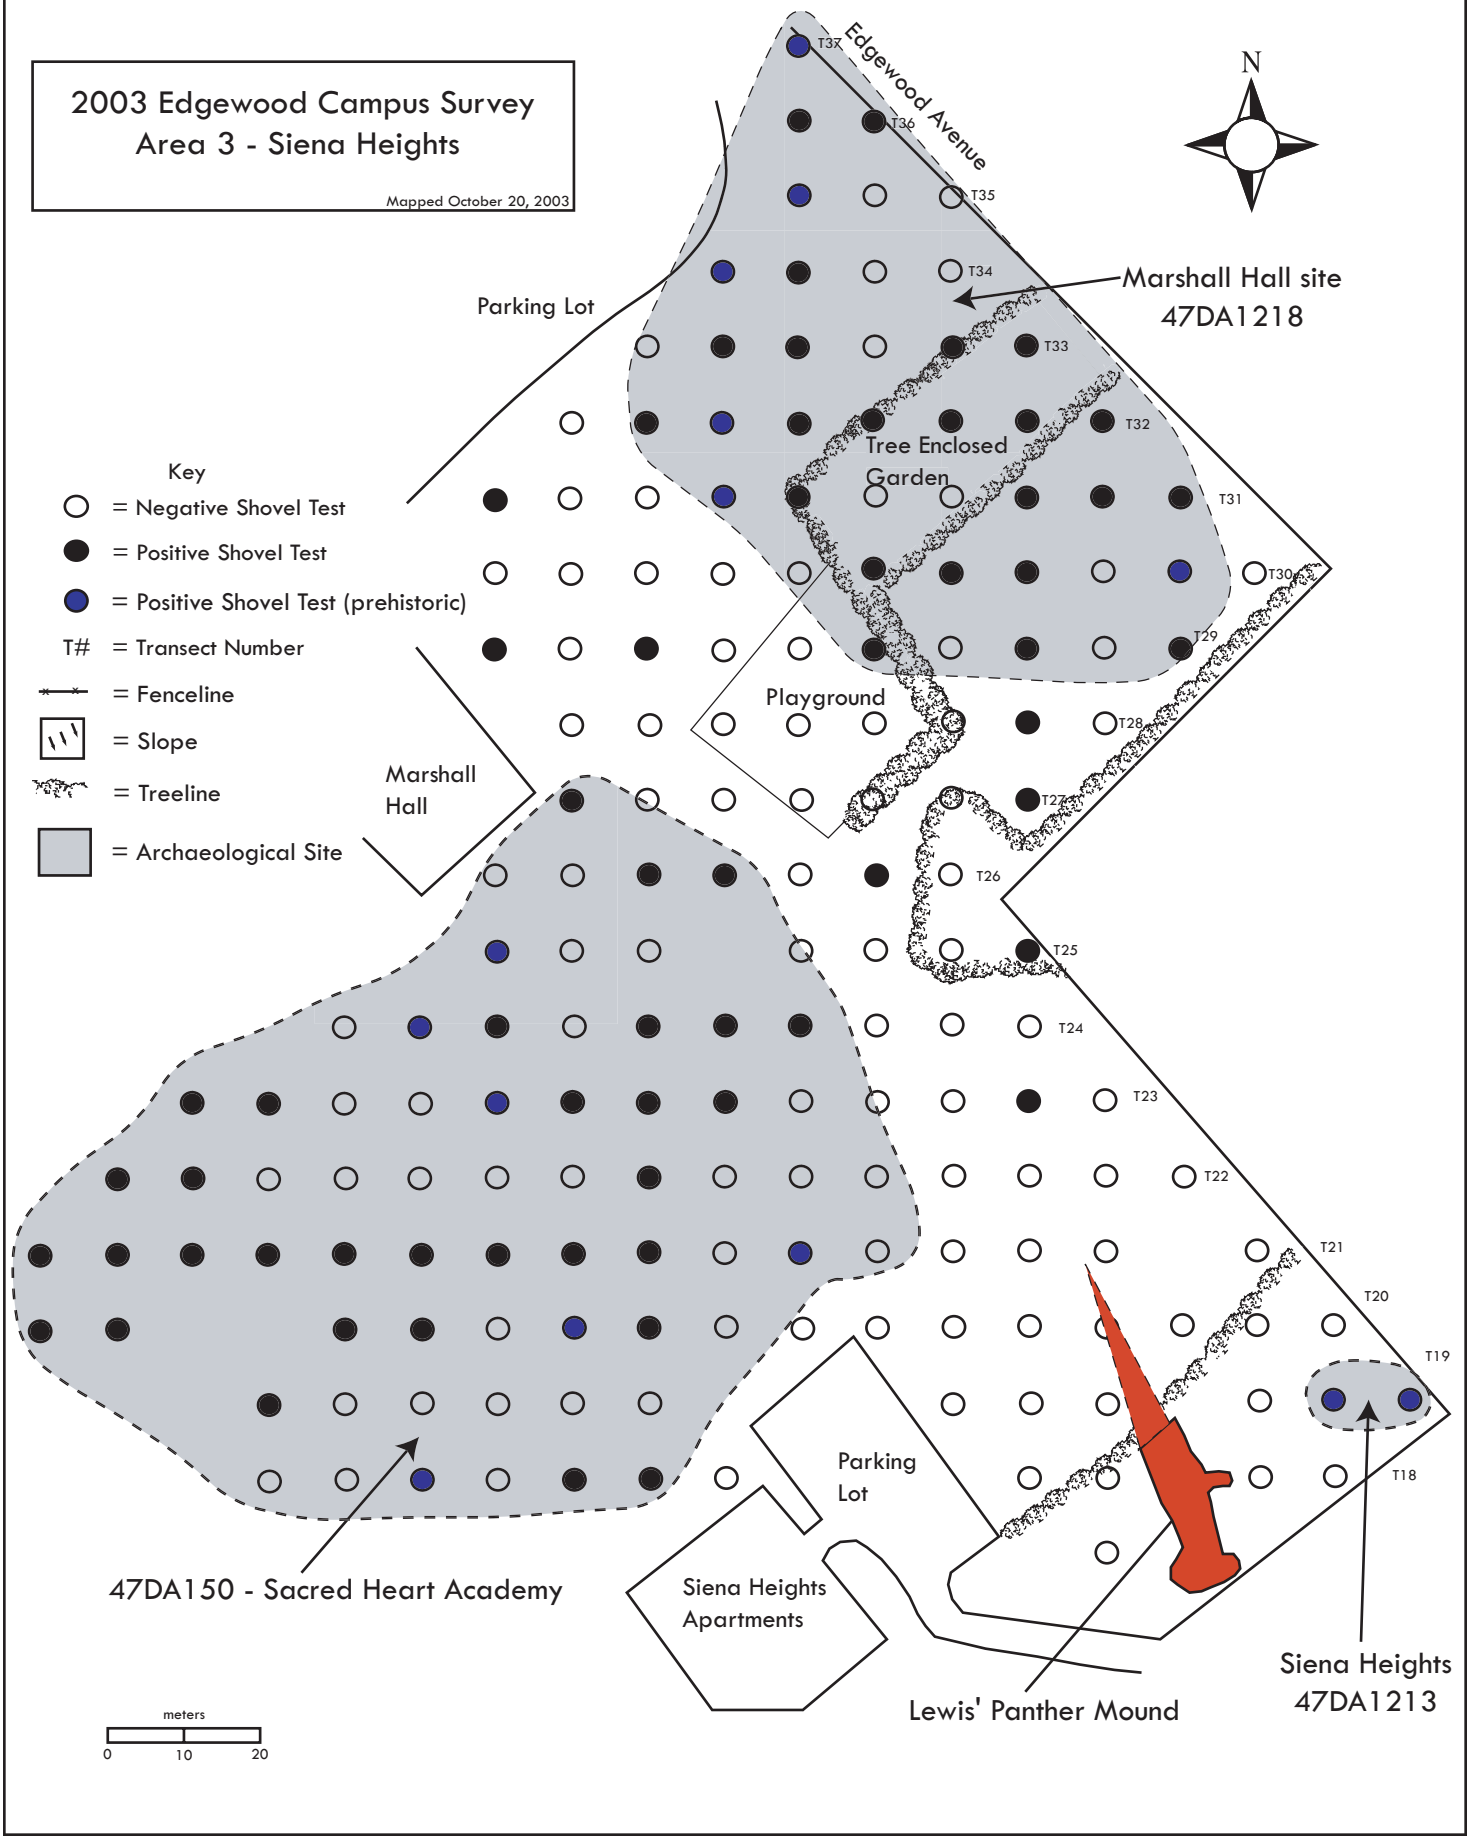 2003 Edgewood Campus Survey
Area 3 - Siena Heights
Mapped October 20, 2003
Edgewood Avenue
N
T37
T36
T35
T34
Marshall Hall site
47DA1218
Parking Lot
T33
T32
Tree Enclosed
Garden
T31
T30
T29
Key
= Negative Shovel Test
= Positive Shovel Test
= Positive Shovel Test (prehistoric)
T# = Transect Number
= Fenceline
= Slope
= Treeline
= Archaeological Site
Playground
T28
Marshall
Hall
T27
T26
T25
T24
T23
T22
T21
T20
T19
T18
Parking
Lot
47DA150 - Sacred Heart Academy
Siena Heights
Apartments
Lewis' Panther Mound
Siena Heights
47DA1213
meters
0 10 20